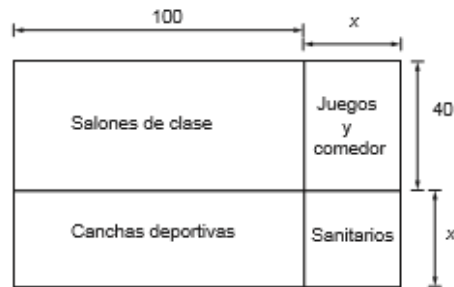 100
x
Salones de clase
Juegos
y
comedor
40
Canchas deportivas
Sanitarios
x